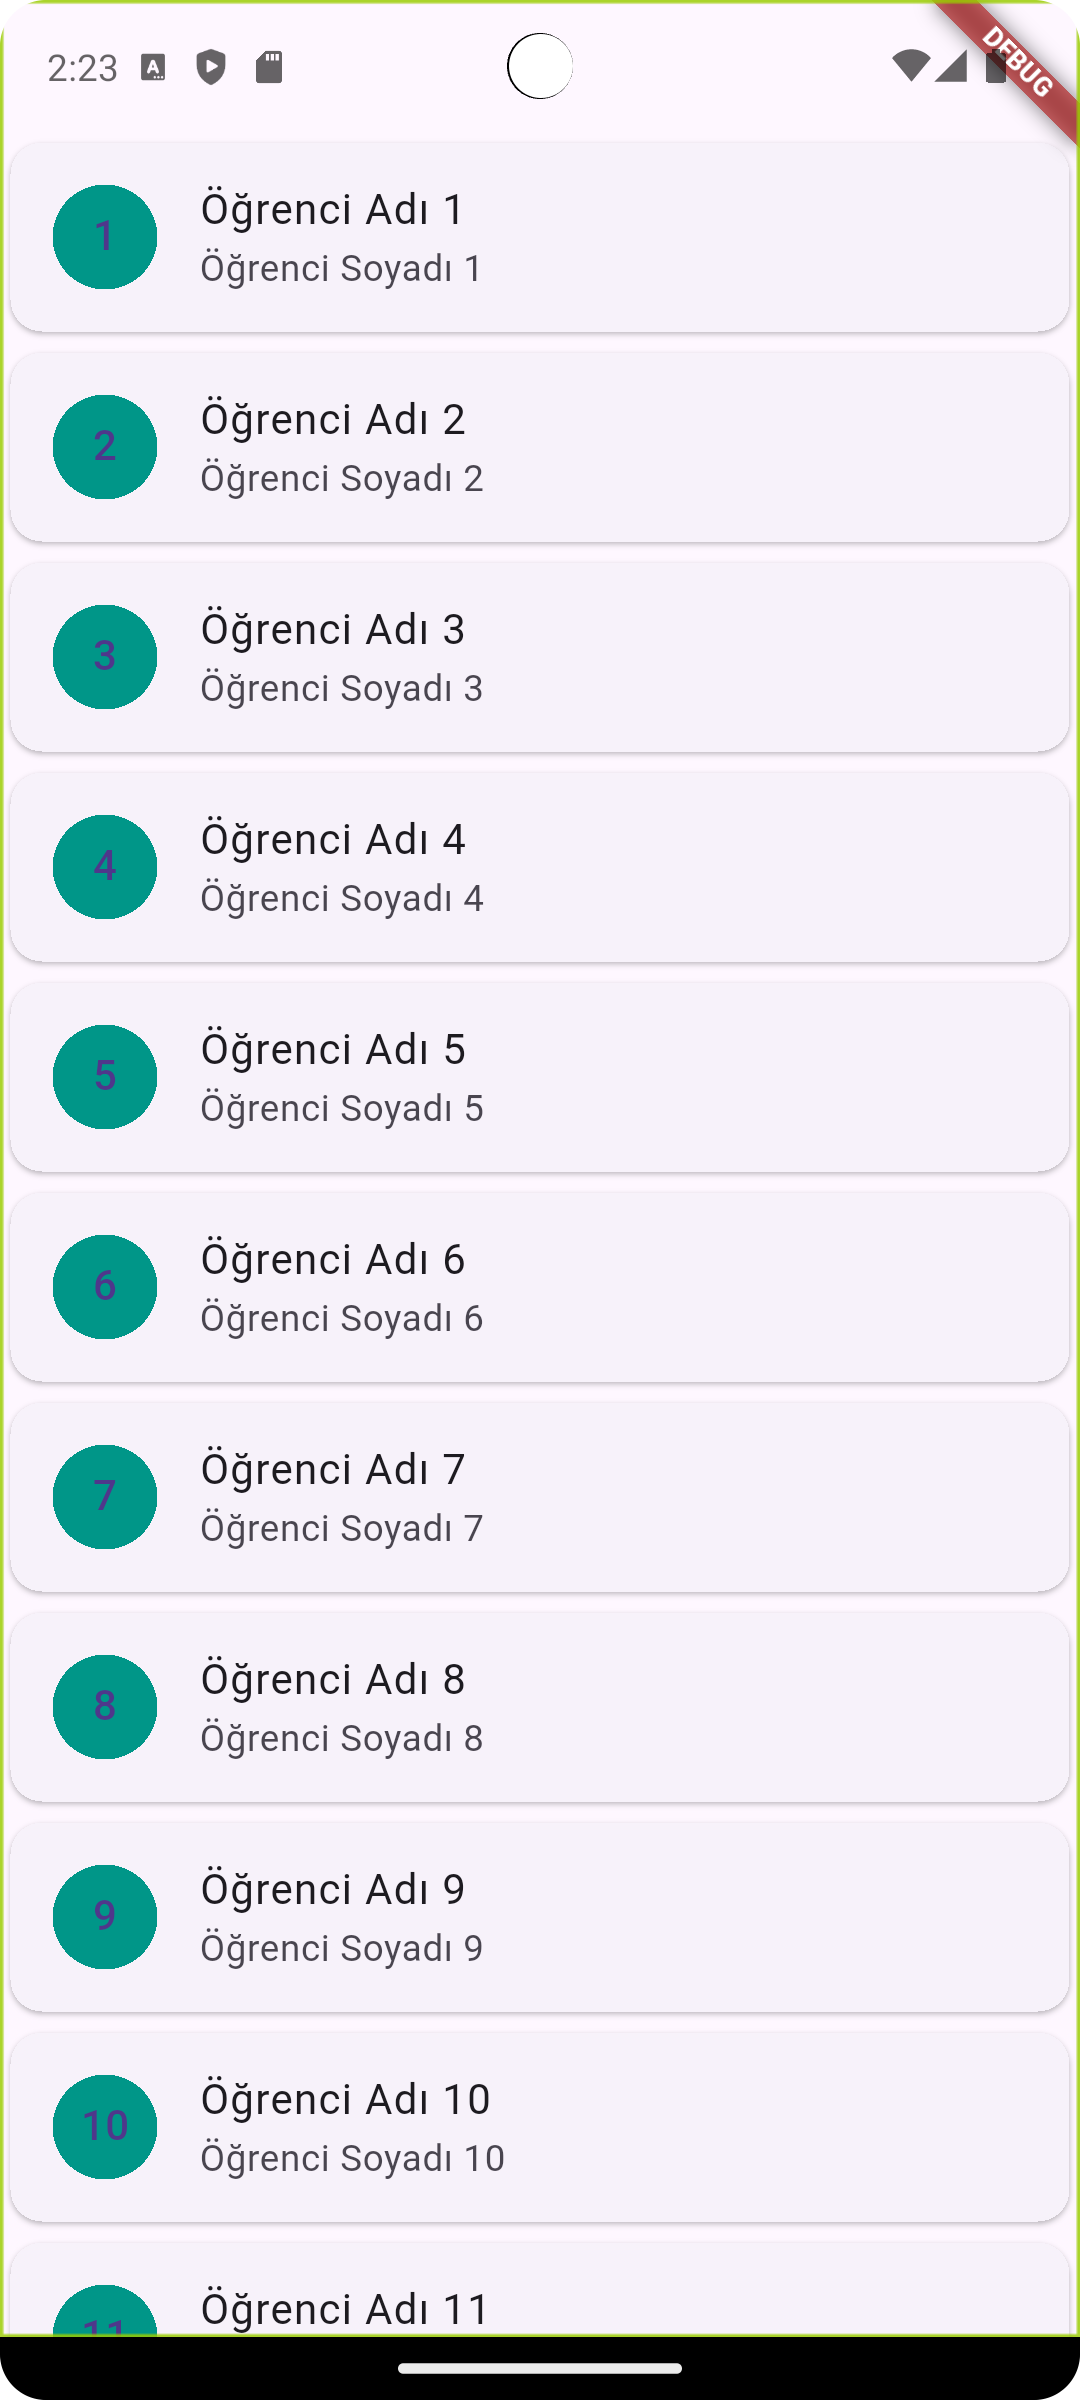 2:23
A
DEBUG
1
Öğrenci Adı 1
Öğrenci Soyadı 1
2
Öğrenci Adı 2
Öğrenci Soyadı 2
3
Öğrenci Adı 3
Öğrenci Soyadı 3
4
Öğrenci Adı 4
Öğrenci Soyadı 4
5
Öğrenci Adı 5
Öğrenci Soyadı 5
6
Öğrenci Adı 6
Öğrenci Soyadı 6
7
Öğrenci Adı 7
Öğrenci Soyadı 7
8
Öğrenci Adı 8
Öğrenci Soyadı 8
9
Öğrenci Adı 9
Öğrenci Soyadı 9
10
Öğrenci Adı 10
Öğrenci Soyadı 10
11
Öğrenci Adı 11